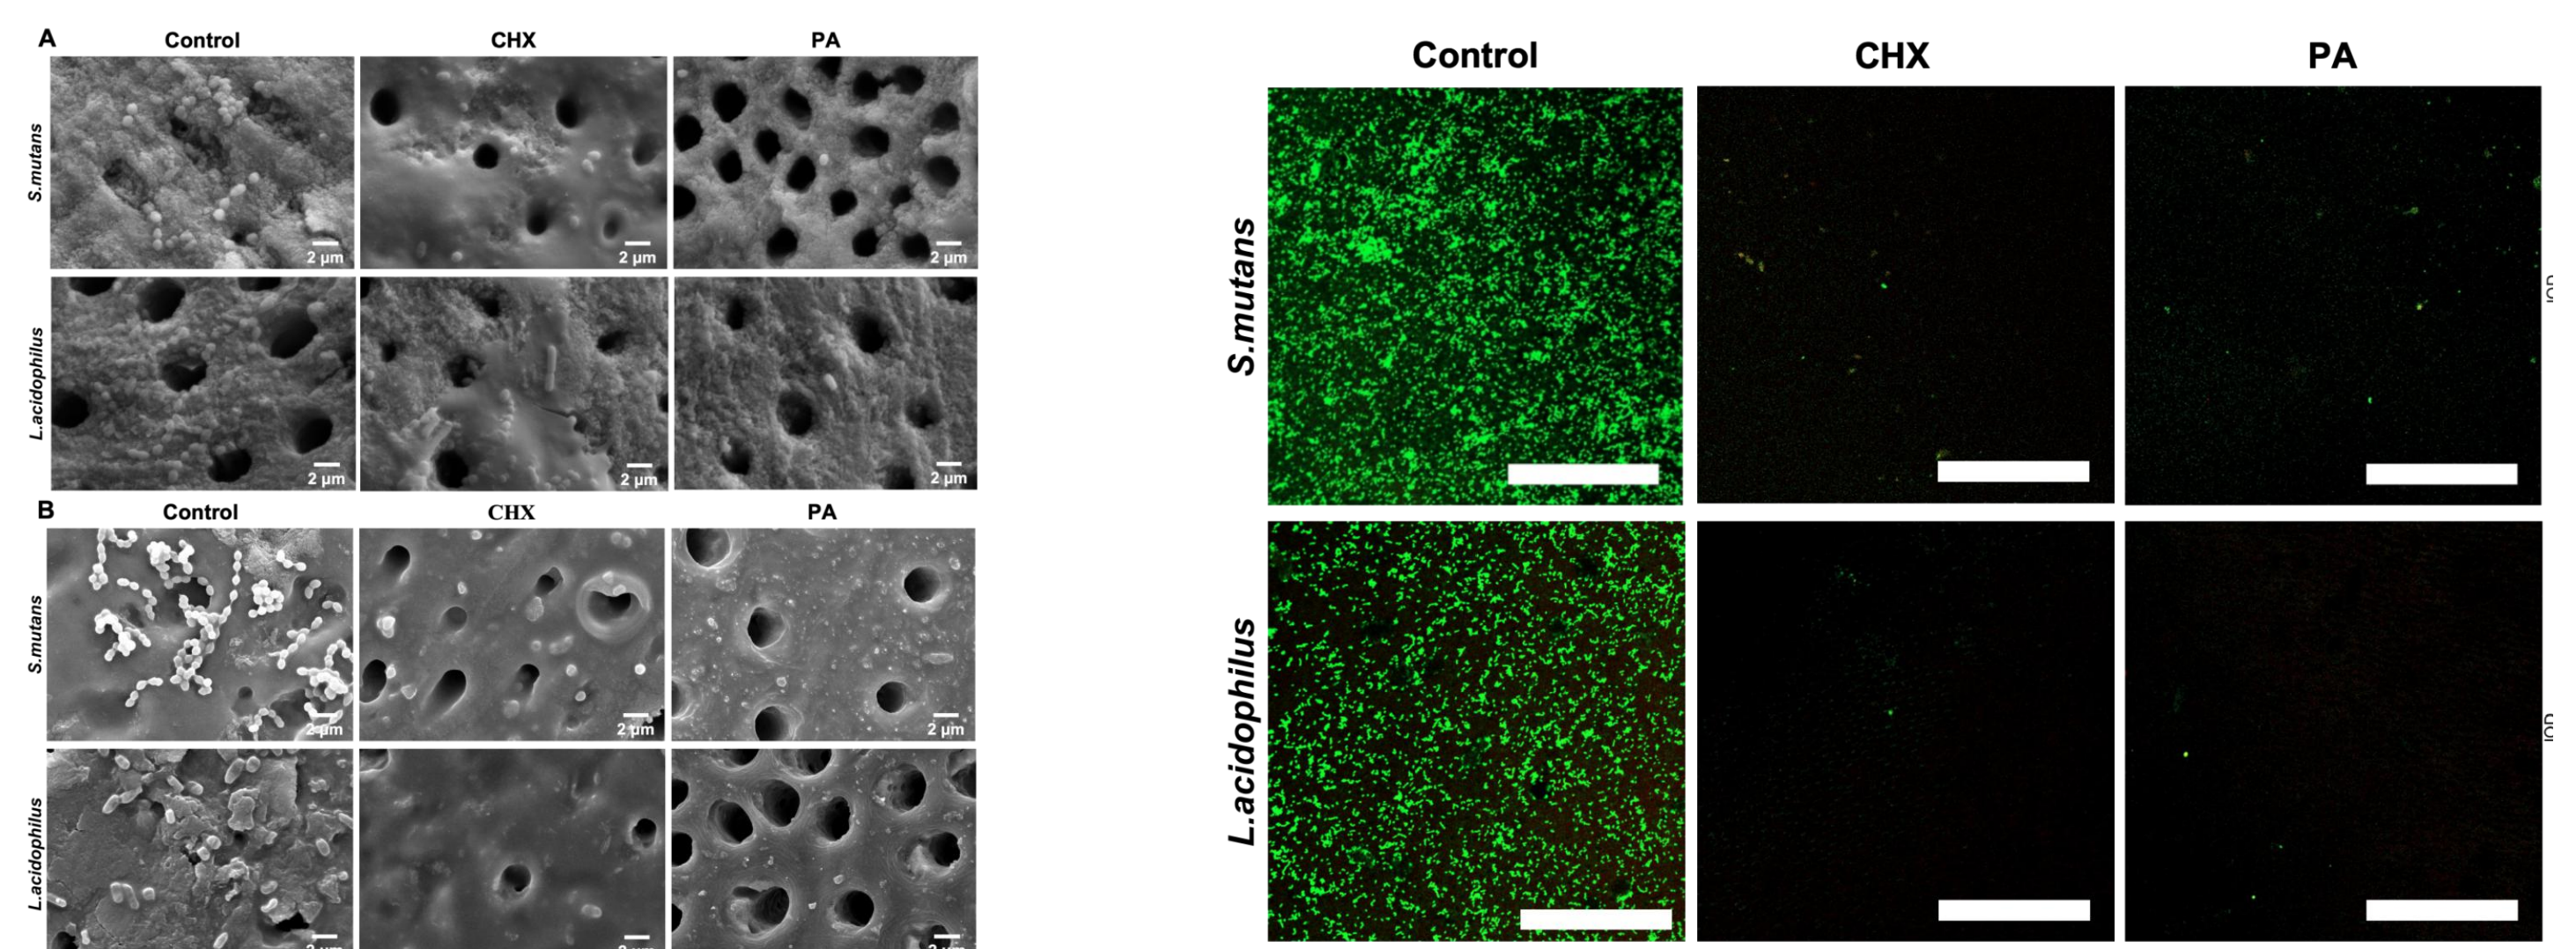 A
Control CHX PA
S.mutans
2 µm 2 µm 2 µm
L.acidophilus
2 µm 2 µm 2 µm
B
Control CHX PA
S.mutans
2 µm 2 µm 2 µm
L.acidophilus
Control CHX PA
S.mutans
L.acidophilus